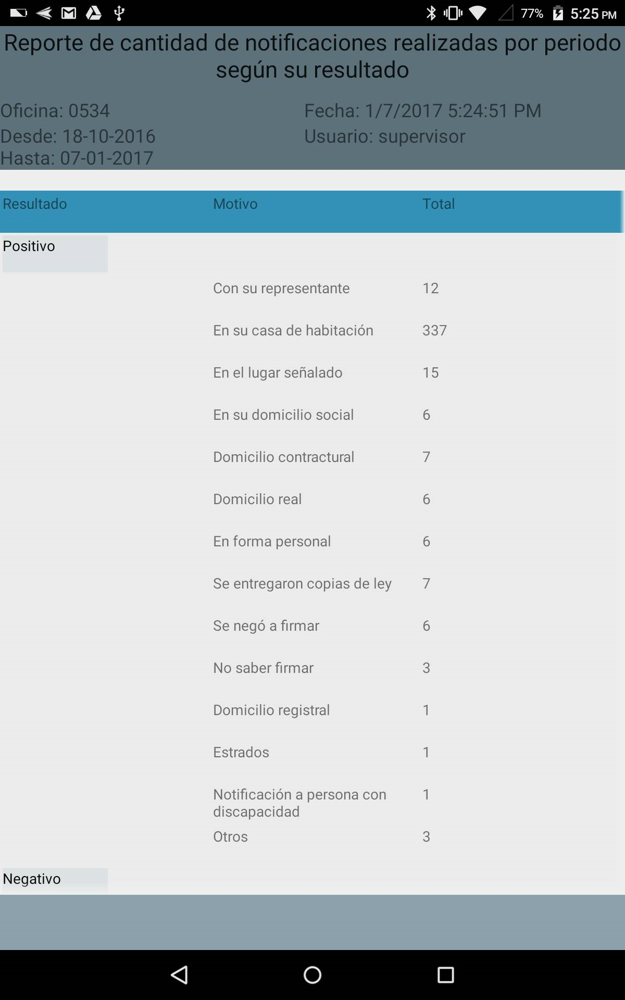 77% 5:25 PM
Reporte de cantidad de notificaciones realizadas por periodo
según su resultado
Oficina: 0534 Fecha: 1/7/2017 5:24:51 PM
Desde: 18-10-2016 Usuario: supervisor
Hasta: 07-01-2017
Resultado Motivo Total
Positivo
Con su representante 12
En su casa de habitación 337
En el lugar señalado 15
En su domicilio social 6
Domicilio contractural 7
Domicilio real 6
En forma personal 6
Se entregaron copias de ley 7
Se negó a firmar 6
No saber firmar 3
Domicilio registral 1
Estrados 1
Notificación a persona con 1
discapacidad
Otros 3
Negativo